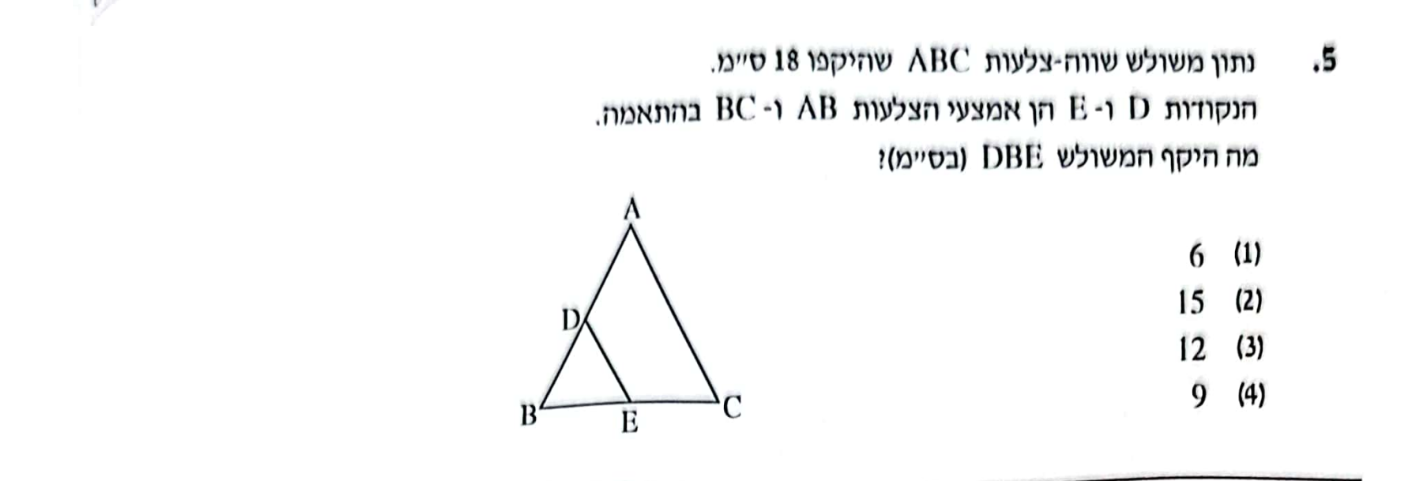 5. נתון משולש שווה-צלעות ABC שהיקפו 18 ס״מ.
הנקודות D ו-E הן אמצעי הצלעות AB ו-BC בהתאמה.
מה היקף המשולש DBE (בס״מ)?
A
(1) 6
(2) 15
D
(3) 12
(4) 9
B E C